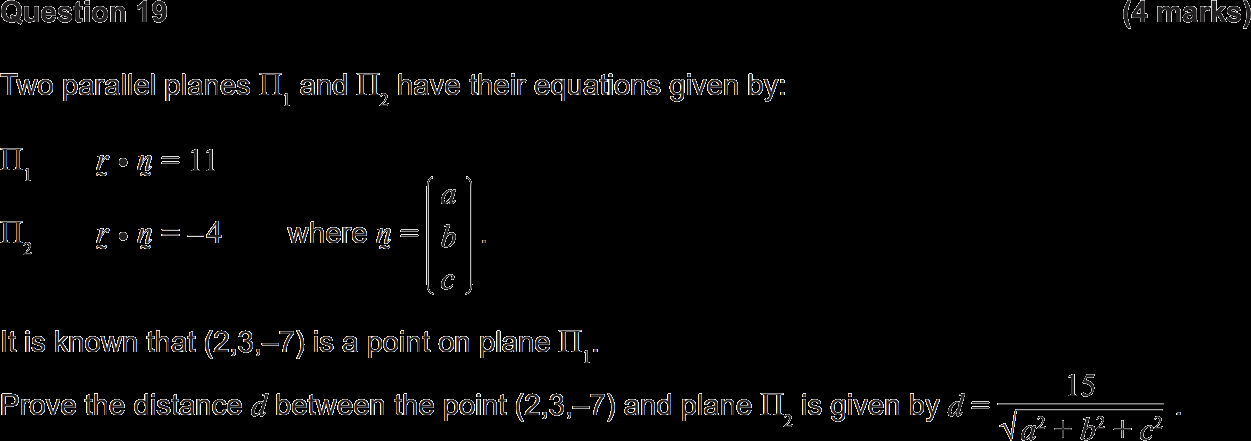 Question 19 (4 marks)
Two parallel planes Π₁ and Π₂ have their equations given by:
Π₁ r • n = 11
Π₂ r • n = –4 where n = ( a b c ) .
It is known that (2,3,–7) is a point on plane Π₁.
Prove the distance d between the point (2,3,–7) and plane Π₂ is given by d = 15 / √(a² + b² + c²) .